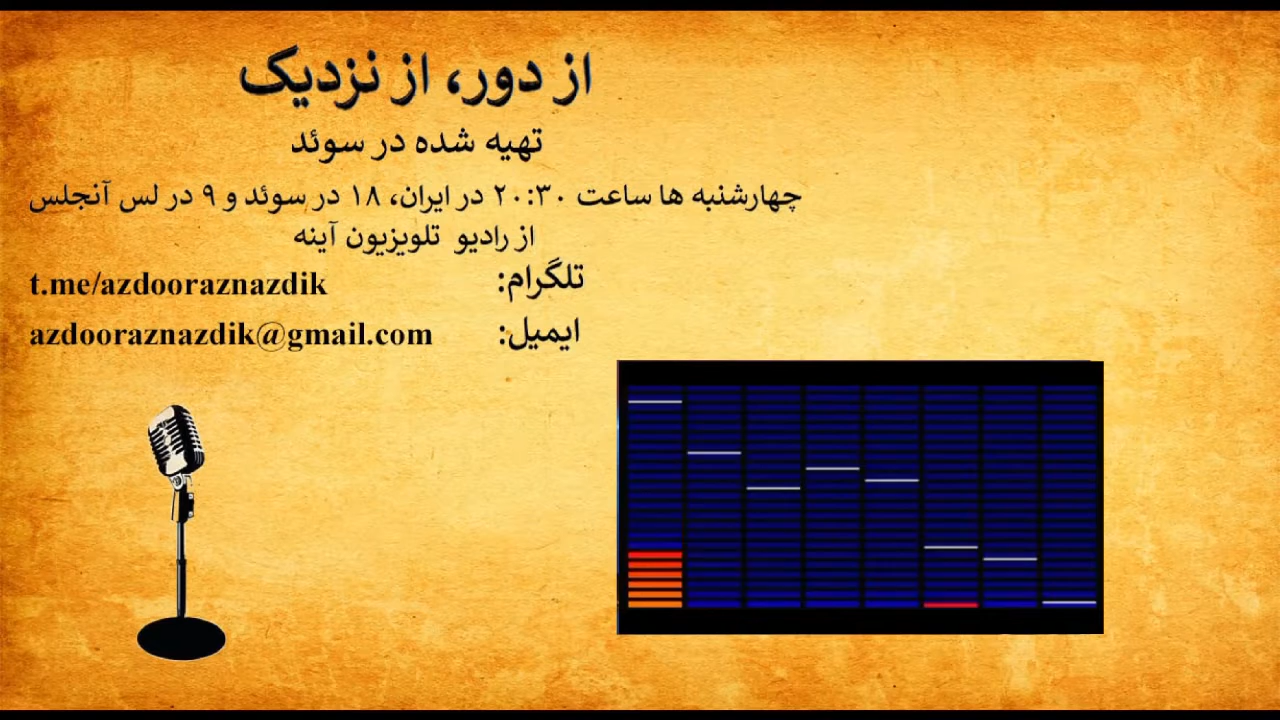 از دور، از نزدیک
تهیه شده در سوئد
چهارشنبه ها ساعت ۲۰:۳۰ در ایران، ۱۸ در سوئد و ۹ در لس آنجلس
از رادیو تلویزیون آینه
تلگرام: t.me/azdooraznazdik
ایمیل: azdooraznazdik@gmail.com